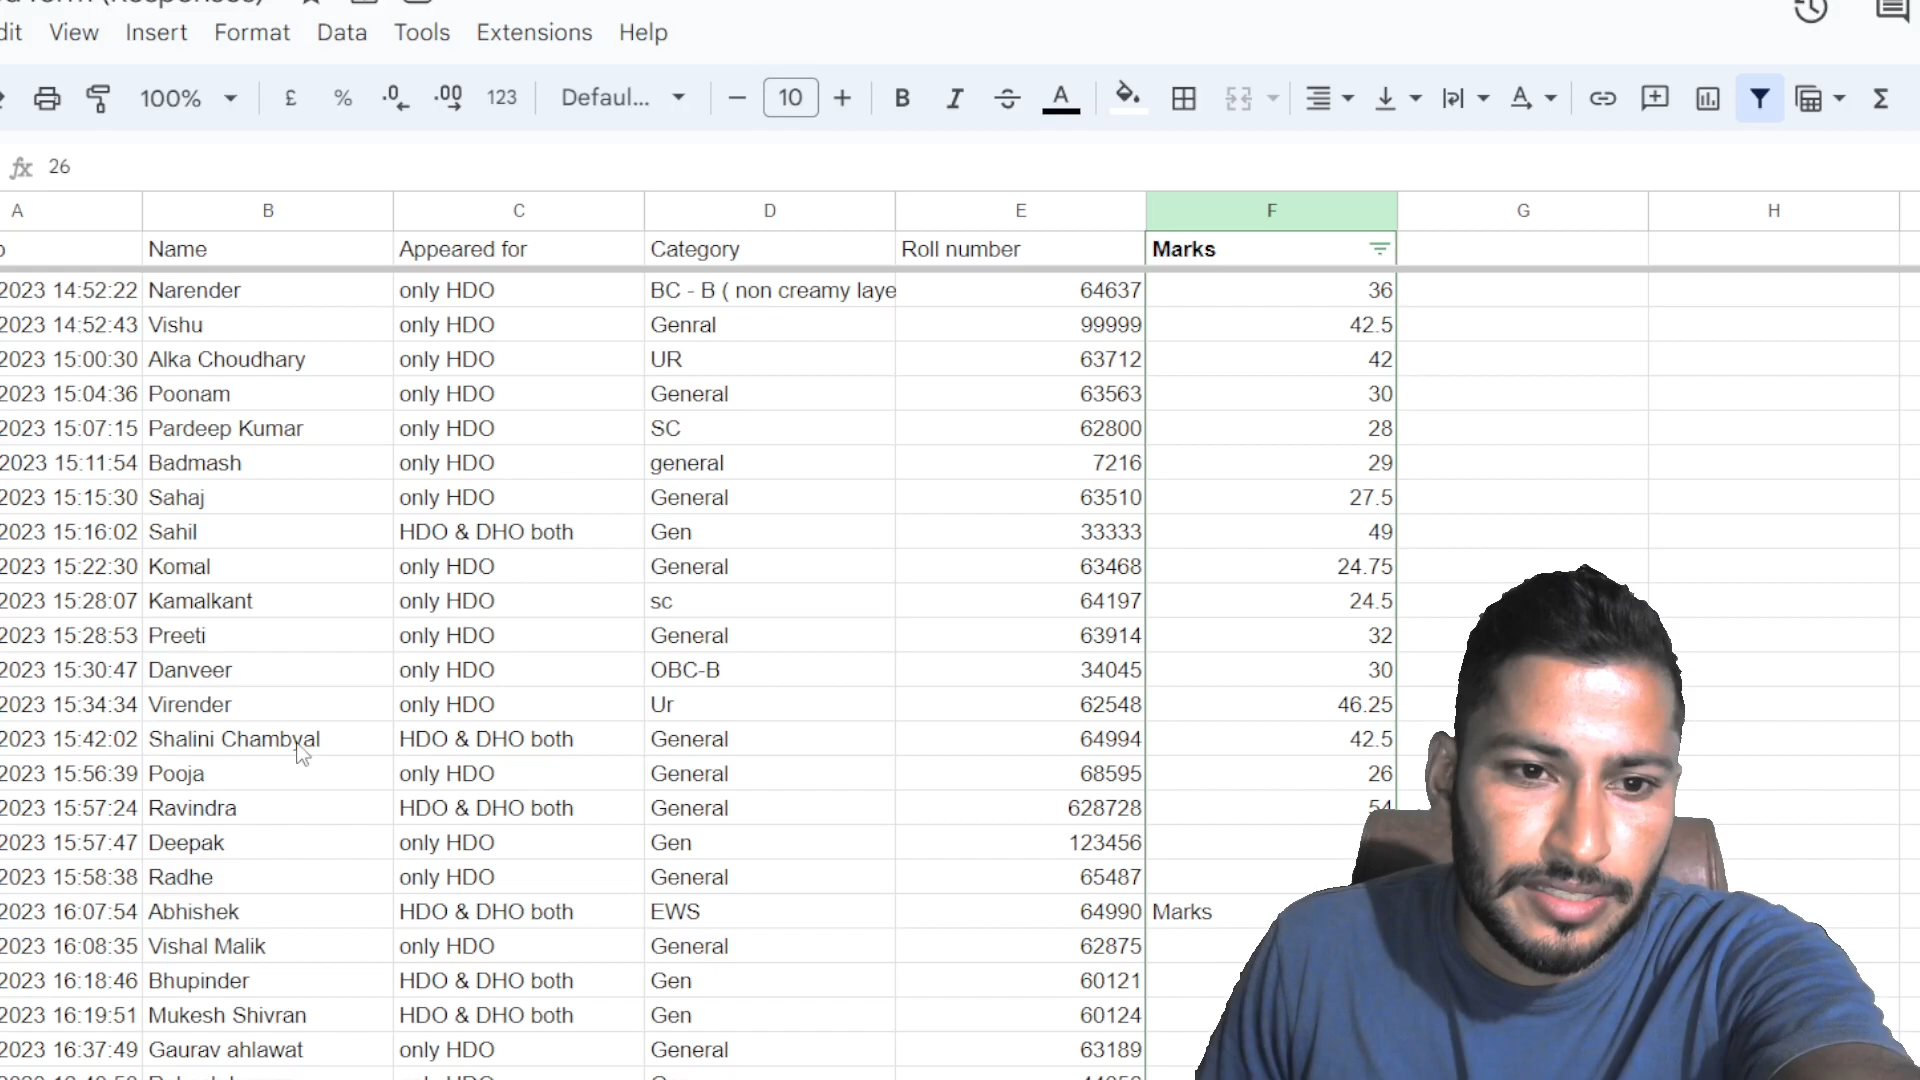 View Insert Format Data Tools Extensions Help
100% £ % .0 .00 123 Defaul... 10 B I S A Σ
fx 26
A B C D E F G H
Name Appeared for Category Roll number Marks
2023 14:52:22 Narender only HDO BC - B ( non creamy laye 64637 36
2023 14:52:43 Vishu only HDO Genral 99999 42.5
2023 15:00:30 Alka Choudhary only HDO UR 63712 42
2023 15:04:36 Poonam only HDO General 63563 30
2023 15:07:15 Pardeep Kumar only HDO SC 62800 28
2023 15:11:54 Badmash only HDO general 7216 29
2023 15:15:30 Sahaj only HDO General 63510 27.5
2023 15:16:02 Sahil HDO & DHO both Gen 33333 49
2023 15:22:30 Komal only HDO General 63468 24.75
2023 15:28:07 Kamalkant only HDO sc 64197 24.5
2023 15:28:53 Preeti only HDO General 63914 32
2023 15:30:47 Danveer only HDO OBC-B 34045 30
2023 15:34:34 Virender only HDO Ur 62548 46.25
2023 15:42:02 Shalini Chambyal HDO & DHO both General 64994 42.5
2023 15:56:39 Pooja only HDO General 68595 26
2023 15:57:24 Ravindra HDO & DHO both General 628728 54
2023 15:57:47 Deepak only HDO Gen 123456
2023 15:58:38 Radhe only HDO General 65487
2023 16:07:54 Abhishek HDO & DHO both EWS 64990 Marks
2023 16:08:35 Vishal Malik only HDO General 62875
2023 16:18:46 Bhupinder HDO & DHO both Gen 60121
2023 16:19:51 Mukesh Shivran HDO & DHO both Gen 60124
2023 16:37:49 Gaurav ahlawat only HDO General 63189